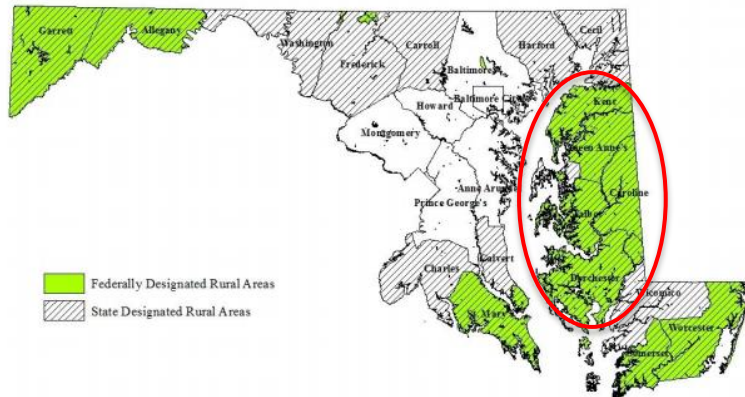 Garrett
Allegany
Washington
Frederick
Carroll
Baltimore
Harford
Cecil
Howard
Baltimore City
Montgomery
Kent
Queen Anne's
Anne Arundel
Prince George's
Caroline
Talbot
Calvert
Charles
Dorchester
St. Mary's
Wicomico
Worcester
Somerset
Federally Designated Rural Areas
State Designated Rural Areas